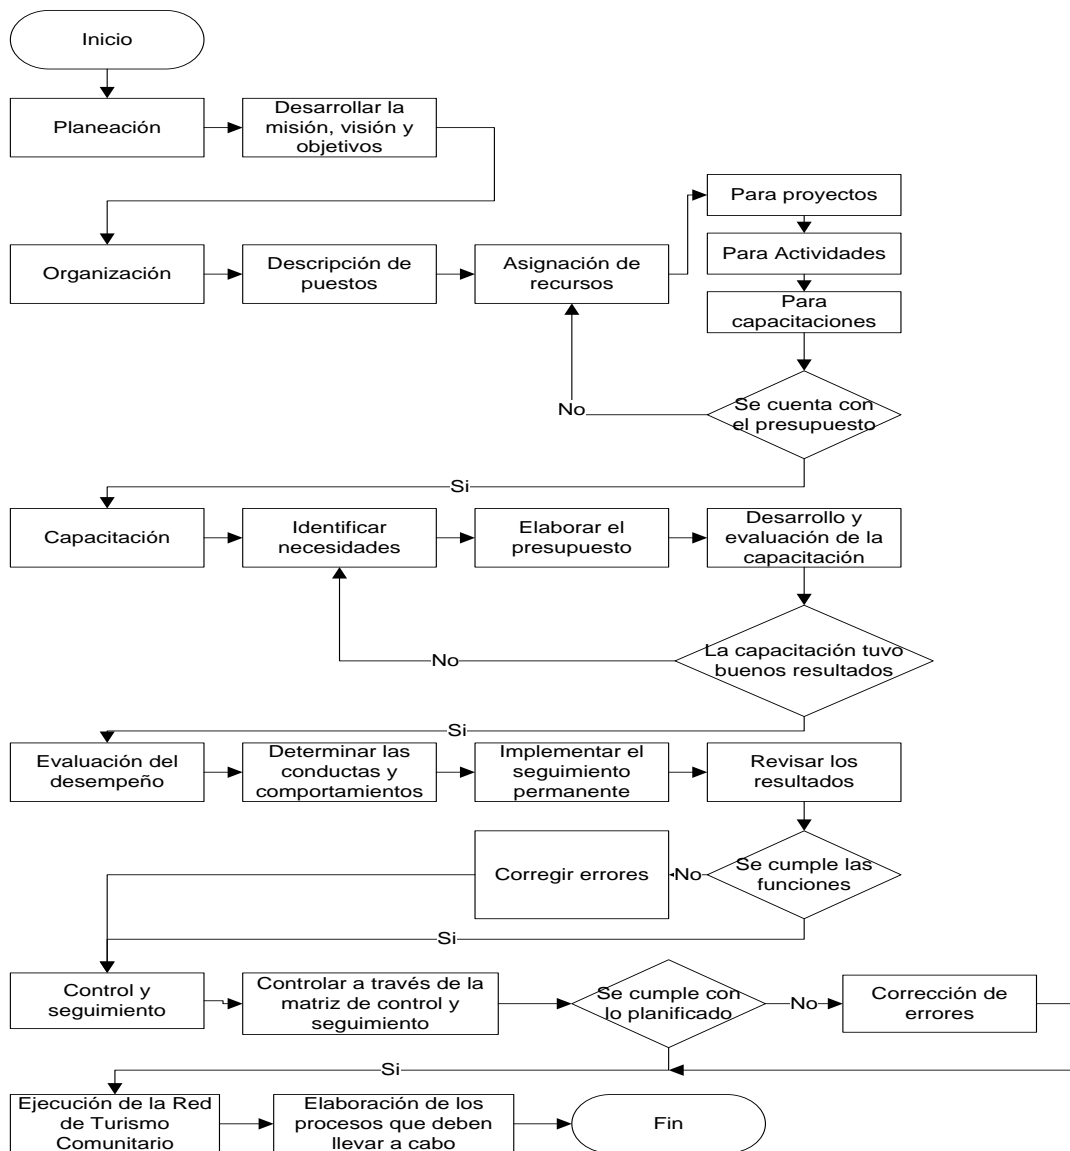 Inicio
Planeación
Desarrollar la
misión, visión y
objetivos
Organización
Descripción de
puestos
Asignación de
recursos
Para proyectos
Para Actividades
Para
capacitaciones
Se cuenta con
el presupuesto
No
Si
Capacitación
Identificar
necesidades
Elaborar el
presupuesto
Desarrollo y
evaluación de la
capacitación
La capacitación tuvo
buenos resultados
No
Si
Evaluación del
desempeño
Determinar las
conductas y
comportamientos
Implementar el
seguimiento
permanente
Revisar los
resultados
Se cumple las
funciones
No
Corregir errores
Si
Control y
seguimiento
Controlar a través de la
matriz de control y
seguimiento
Se cumple con
lo planificado
No
Corrección de
errores
Si
Ejecución de la Red
de Turismo
Comunitario
Elaboración de los
procesos que deben
llevar a cabo
Fin